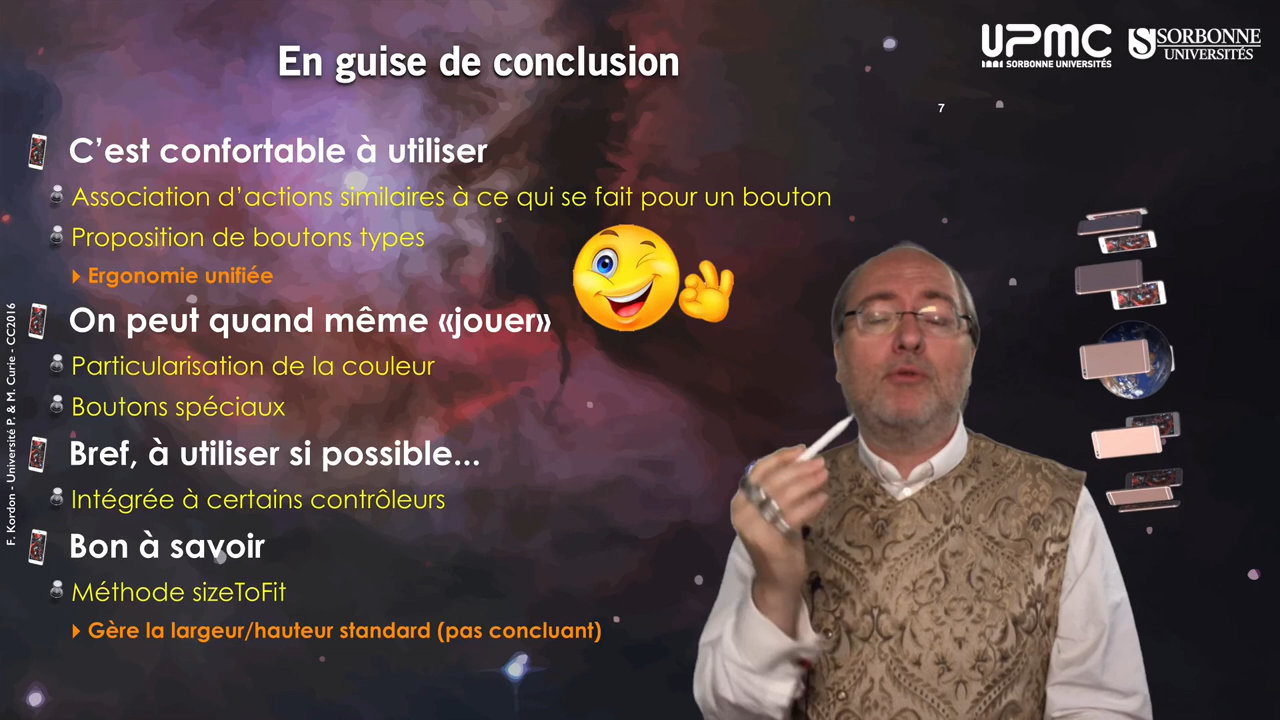 En guise de conclusion
UPMC
SORBONNE UNIVERSITÉS
SORBONNE
UNIVERSITÉS
7
C’est confortable à utiliser
Association d’actions similaires à ce qui se fait pour un bouton
Proposition de boutons types
Ergonomie unifiée
On peut quand même «jouer»
Particularisation de la couleur
Boutons spéciaux
Bref, à utiliser si possible...
Intégrée à certains contrôleurs
Bon à savoir
Méthode sizeToFit
Gère la largeur/hauteur standard (pas concluant)
F. Kordon - Université P. & M. Curie - CC2016